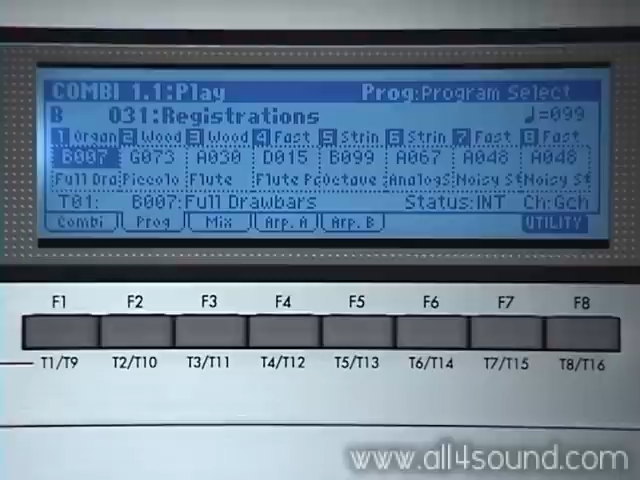 COMBI 1.1:Play Prog:Program Select
B 031:Registrations ♩=099
1 Organ 2 Wood 3 Wood 4 Fast 5 Strin 6 Strin 7 Fast 8 Fast
B007 G073 A030 D015 B099 A067 A048 A048
Full Dra Piccolo Flute Flute Pr Octave AnalogS Noisy St Noisy St
T01: B007:Full Drawbars Status:INT Ch:Gch
Combi Prog Mix Arp. A Arp. B UTILITY
F1 F2 F3 F4 F5 F6 F7 F8
T1/T9 T2/T10 T3/T11 T4/T12 T5/T13 T6/T14 T7/T15 T8/T16
www.all4sound.com